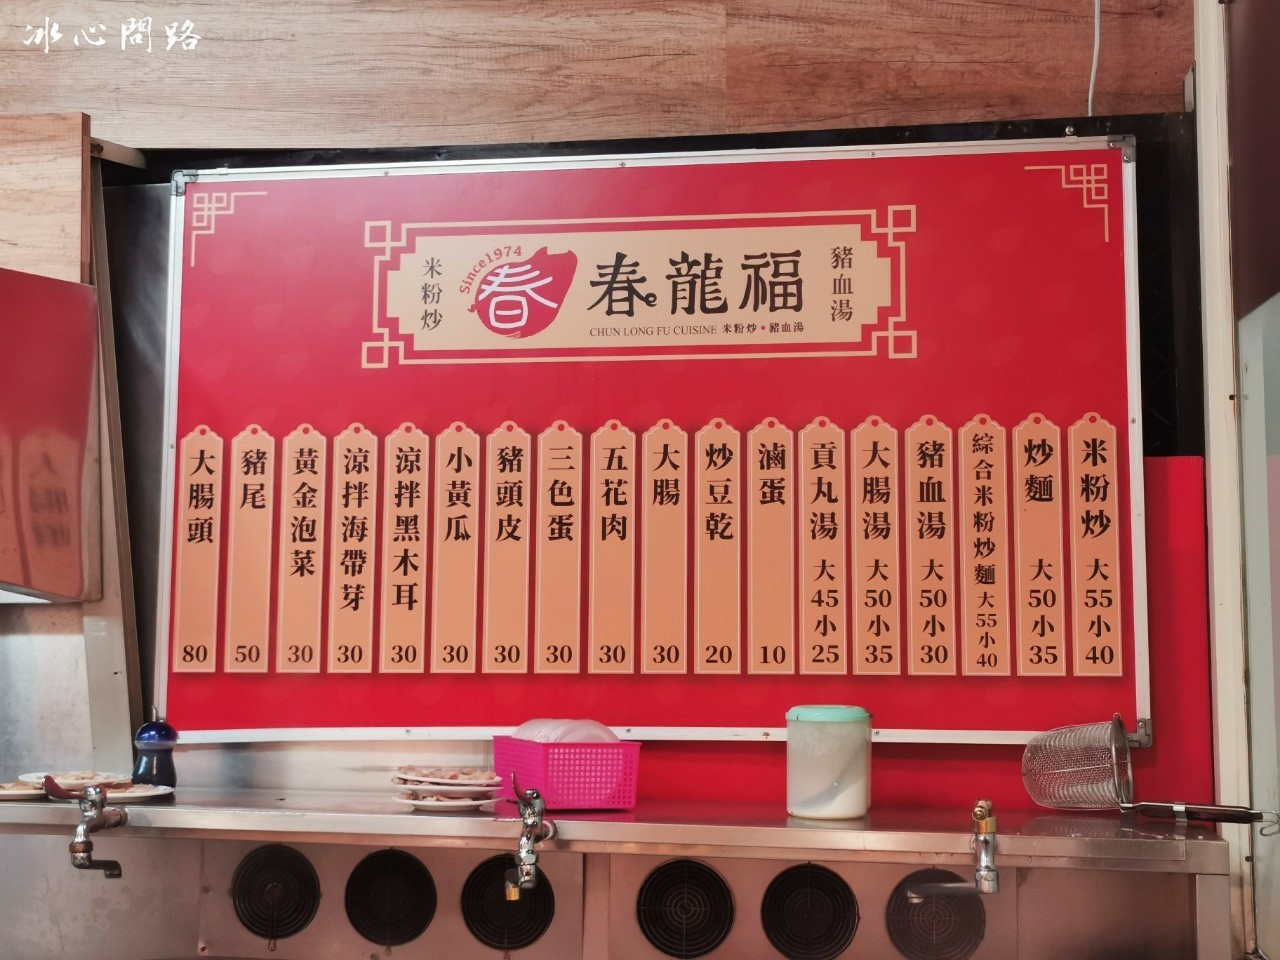 冰心問路
米粉炒
Since1974
春
春龍福
CHUN LONG FU CUISINE 米粉炒・豬血湯
豬血湯
米粉炒 大55小40
炒麵 大50小35
綜合米粉炒麵大55小40
豬血湯 大50小30
大腸湯 大50小35
貢丸湯 大45小25
滷蛋 10
炒豆乾 20
大腸 30
五花肉 30
三色蛋 30
豬頭皮 30
小黃瓜 30
涼拌黑木耳 30
涼拌海帶芽 30
黃金泡菜 30
豬尾 50
大腸頭 80